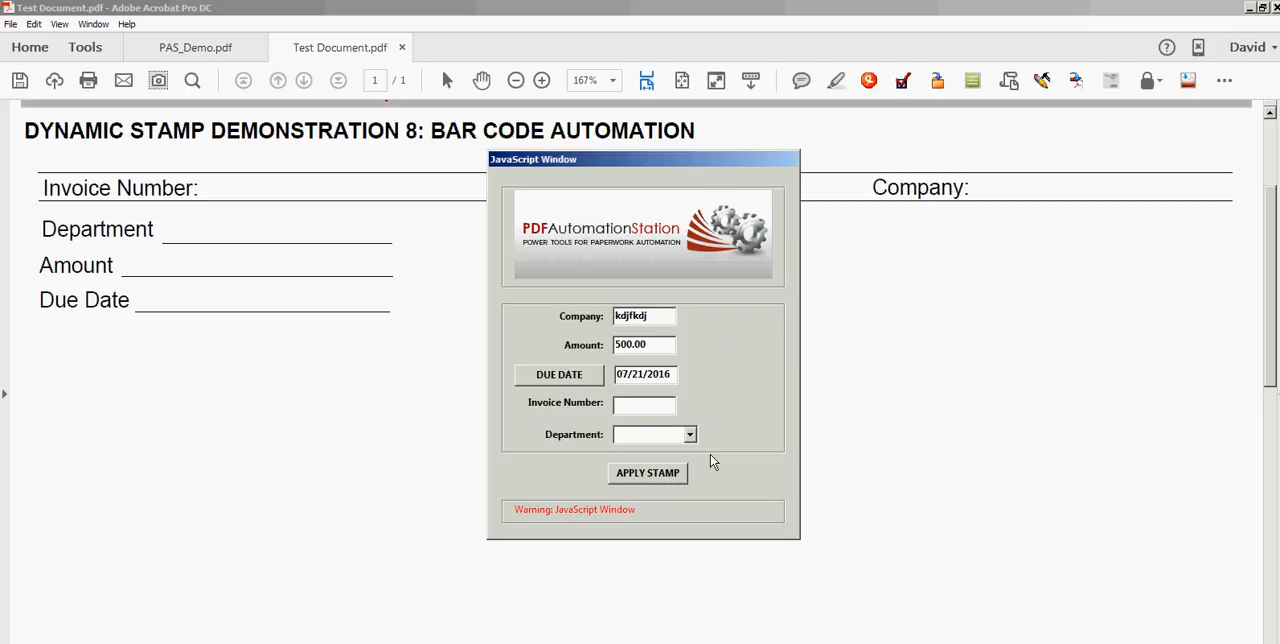 Test Document.pdf - Adobe Acrobat Pro DC
File Edit View Window Help
Home Tools PAS_Demo.pdf Test Document.pdf × ? David
1 / 1 167%
DYNAMIC STAMP DEMONSTRATION 8: BAR CODE AUTOMATION
Invoice Number: Company:
Department
Amount
Due Date
JavaScript Window
PDFAutomationStation
POWER TOOLS FOR PAPERWORK AUTOMATION
Company: kdjfkdj
Amount: 500.00
DUE DATE 07/21/2016
Invoice Number:
Department:
APPLY STAMP
Warning: JavaScript Window